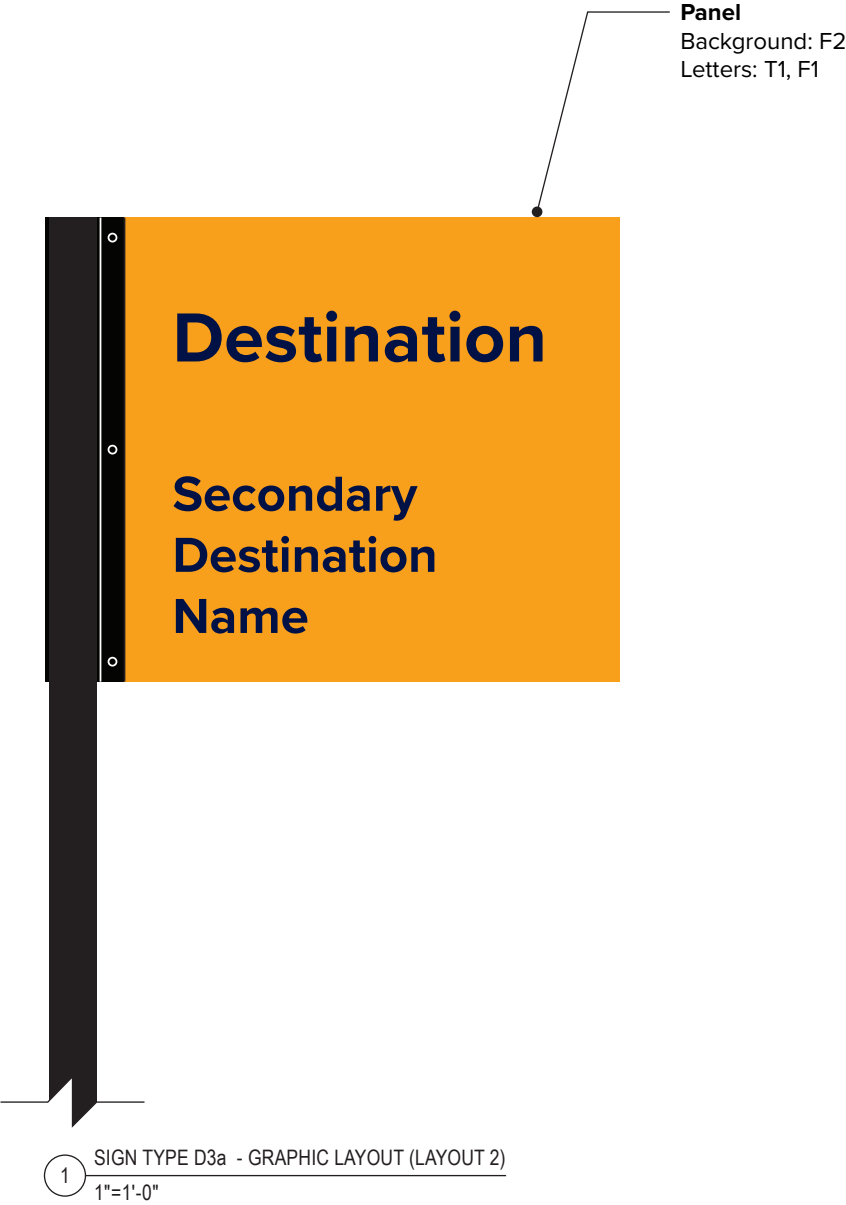 Panel
Background: F2
Letters: T1, F1
Destination
Secondary
Destination
Name
1
SIGN TYPE D3a - GRAPHIC LAYOUT (LAYOUT 2)
1"=1'-0"